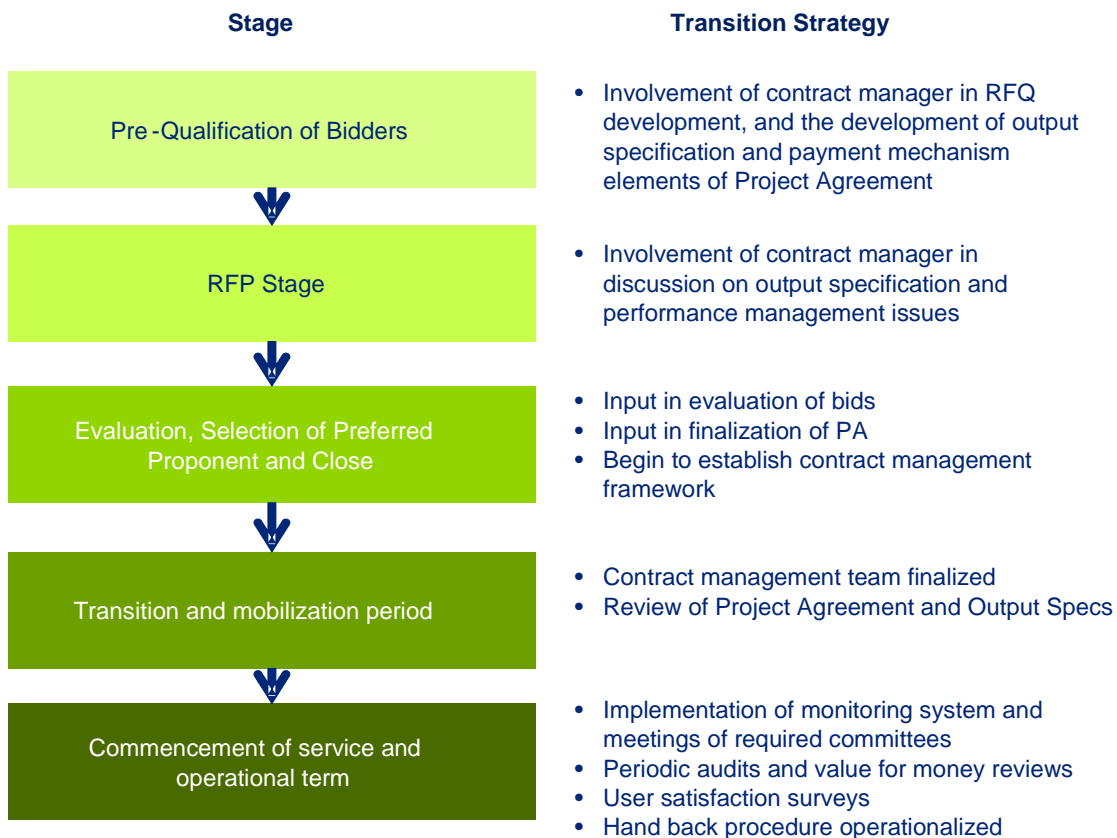 Stage
Transition Strategy
Pre-Qualification of Bidders
• Involvement of contract manager in RFQ
development, and the development of output
specification and payment mechanism
elements of Project Agreement
RFP Stage
• Involvement of contract manager in
discussion on output specification and
performance management issues
Evaluation, Selection of Preferred
Proponent and Close
• Input in evaluation of bids
• Input in finalization of PA
• Begin to establish contract management
framework
Transition and mobilization period
• Contract management team finalized
• Review of Project Agreement and Output Specs
Commencement of service and
operational term
• Implementation of monitoring system and
meetings of required committees
• Periodic audits and value for money reviews
• User satisfaction surveys
• Hand back procedure operationalized